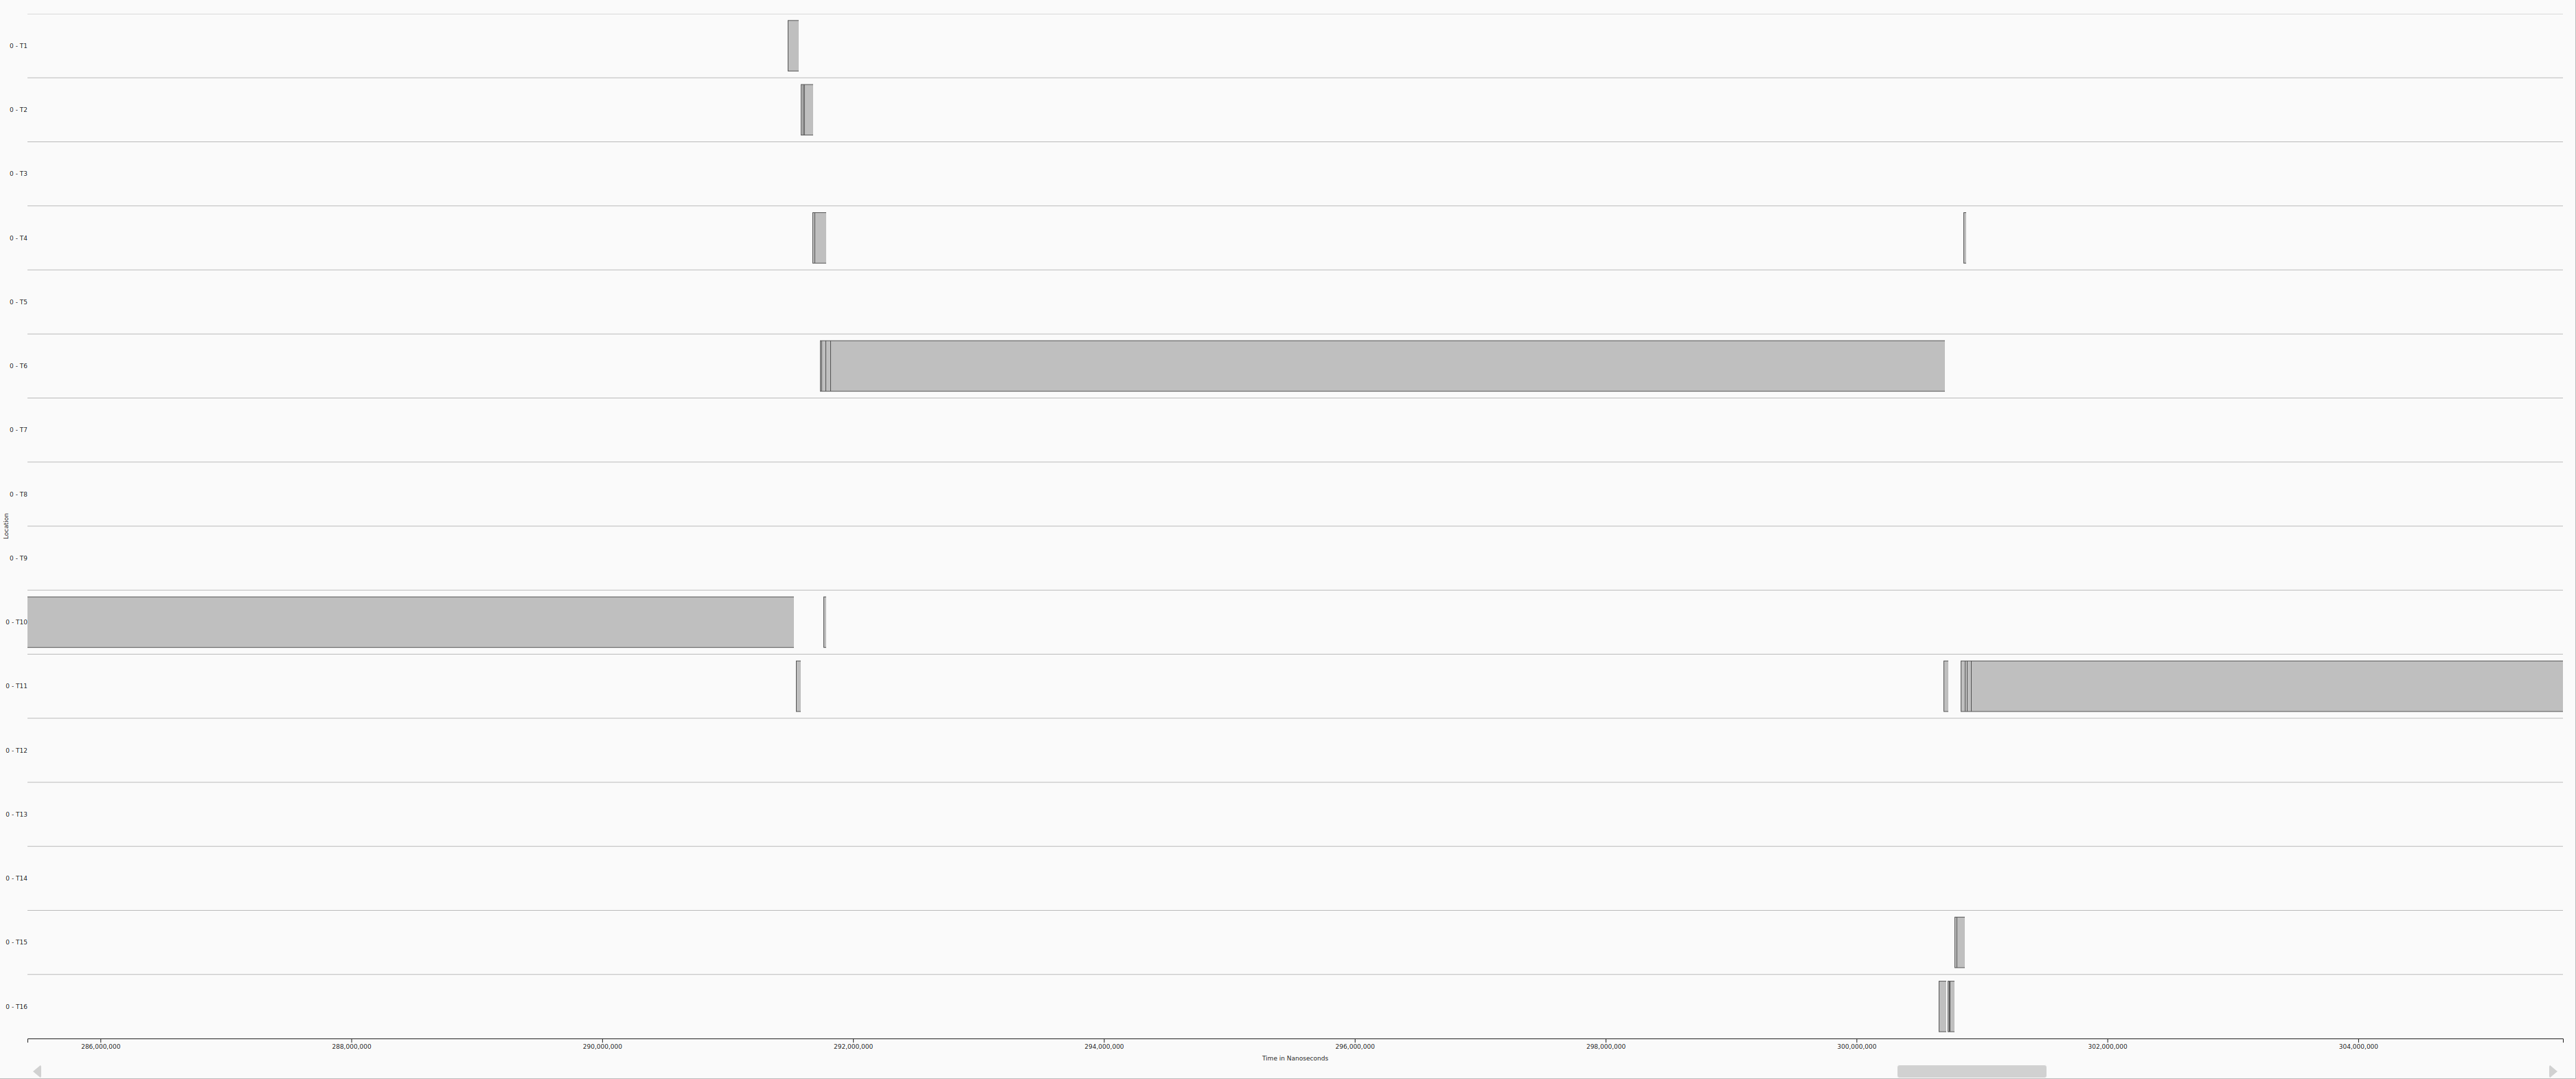 0 - T1
0 - T2
0 - T3
0 - T4
0 - T5
0 - T6
0 - T7
0 - T8
Location
0 - T9
0 - T10
0 - T11
0 - T12
0 - T13
0 - T14
0 - T15
0 - T16
286,000,000 288,000,000 290,000,000 292,000,000 294,000,000 296,000,000 298,000,000 300,000,000 302,000,000 304,000,000
Time in Nanoseconds